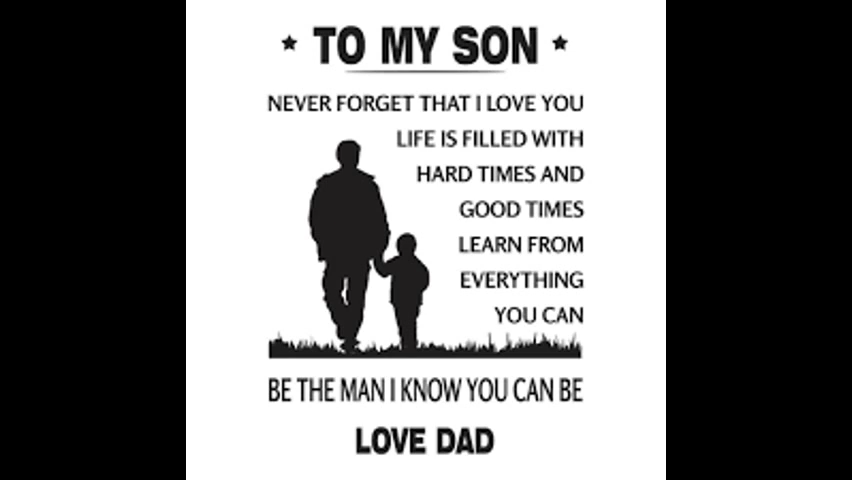 TO MY SON
NEVER FORGET THAT I LOVE YOU
LIFE IS FILLED WITH
HARD TIMES AND
GOOD TIMES
LEARN FROM
EVERYTHING
YOU CAN
BE THE MAN I KNOW YOU CAN BE
LOVE DAD